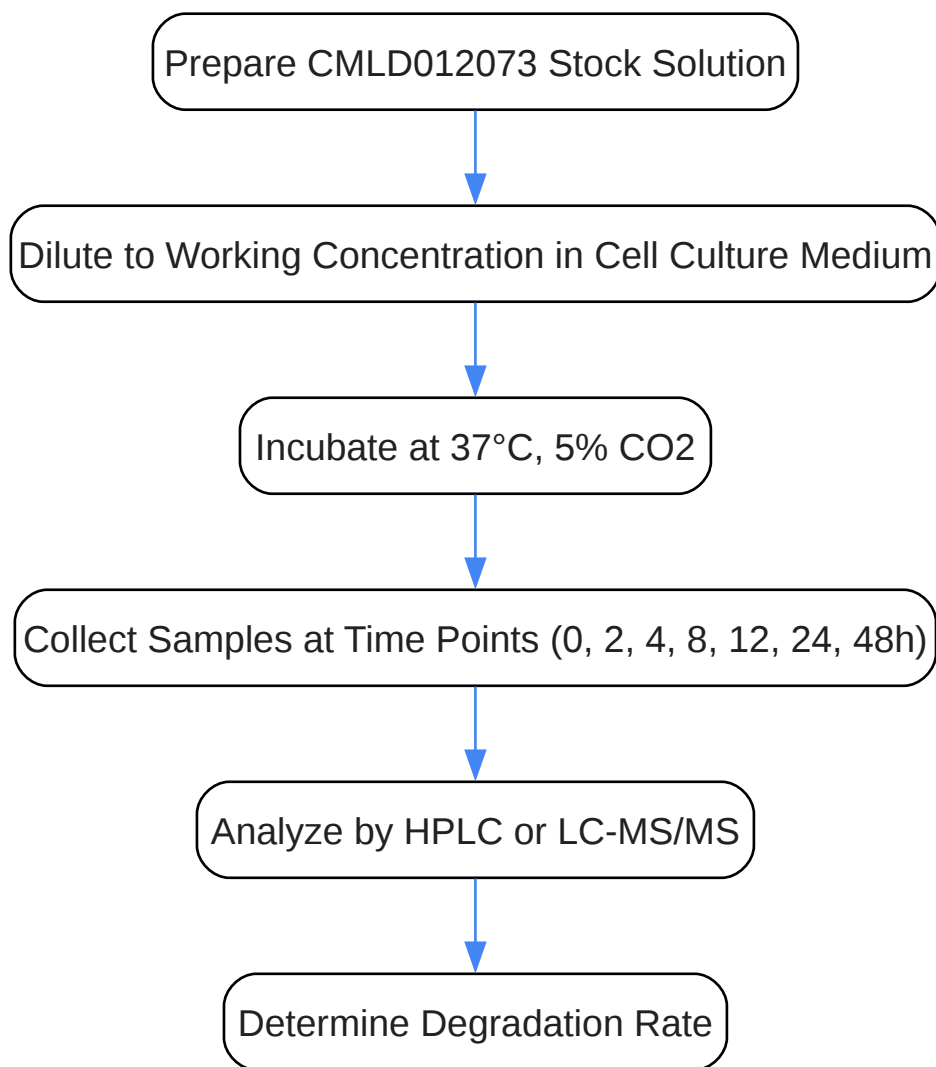 Prepare CMLD012073 Stock Solution
Dilute to Working Concentration in Cell Culture Medium
Incubate at 37°C, 5% CO2
Collect Samples at Time Points (0, 2, 4, 8, 12, 24, 48h)
Analyze by HPLC or LC-MS/MS
Determine Degradation Rate